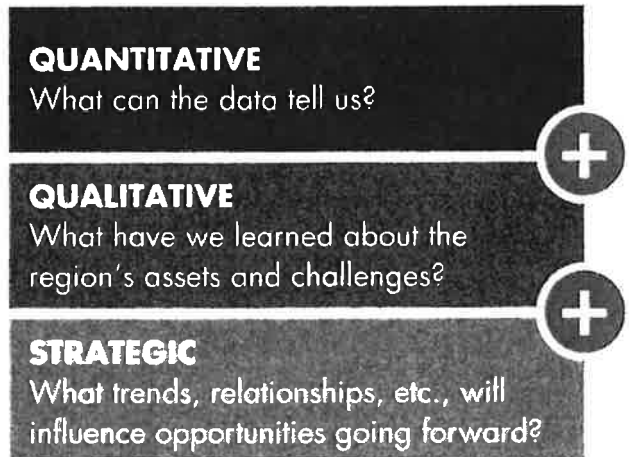 QUANTITATIVE
What can the data tell us?
+
QUALITATIVE
What have we learned about the
region's assets and challenges?
+
STRATEGIC
What trends, relationships, etc., will
influence opportunities going forward?